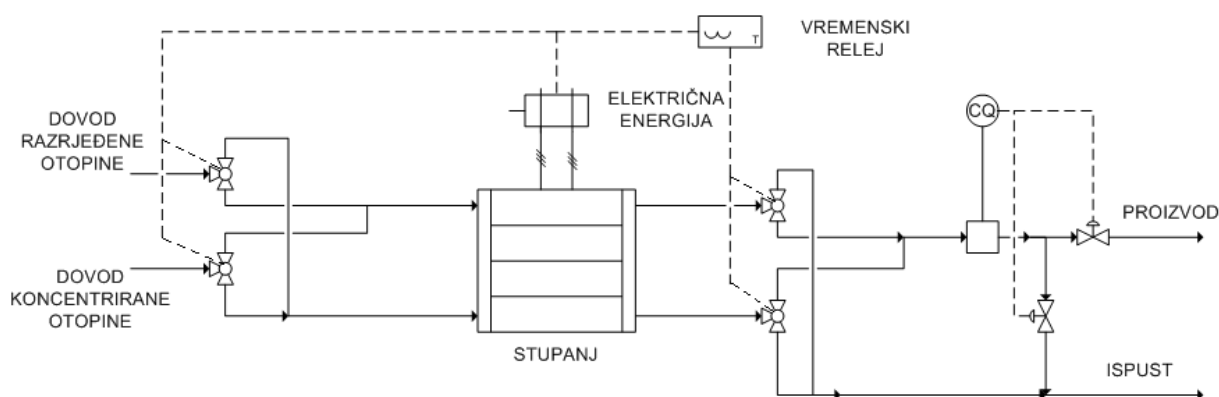 VREMENSKI
RELEJ
T
ELEKTRIČNA
ENERGIJA
CQ
DOVOD
RAZRJEĐENE
OTOPINE
PROIZVOD
DOVOD
KONCENTRIRANE
OTOPINE
STUPANJ
ISPUST